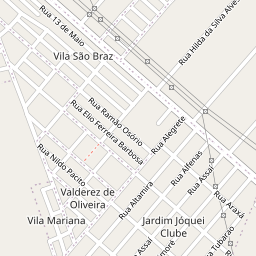 Rua 13 de Maio
Rua Hilda da Silva Alves
Vila São Braz
Rua Ramão Osório
Rua Elio Ferreira Barbosa
Rua Alegrete
Rua Nildo Pacito
Rua Alfenas
Rua Assaí
Valderez de
Oliveira
Rua Altamira
Rua Araxá
Vila Mariana
Jardim Jóquei
Clube
Rua Assaí
Rua Tubarão